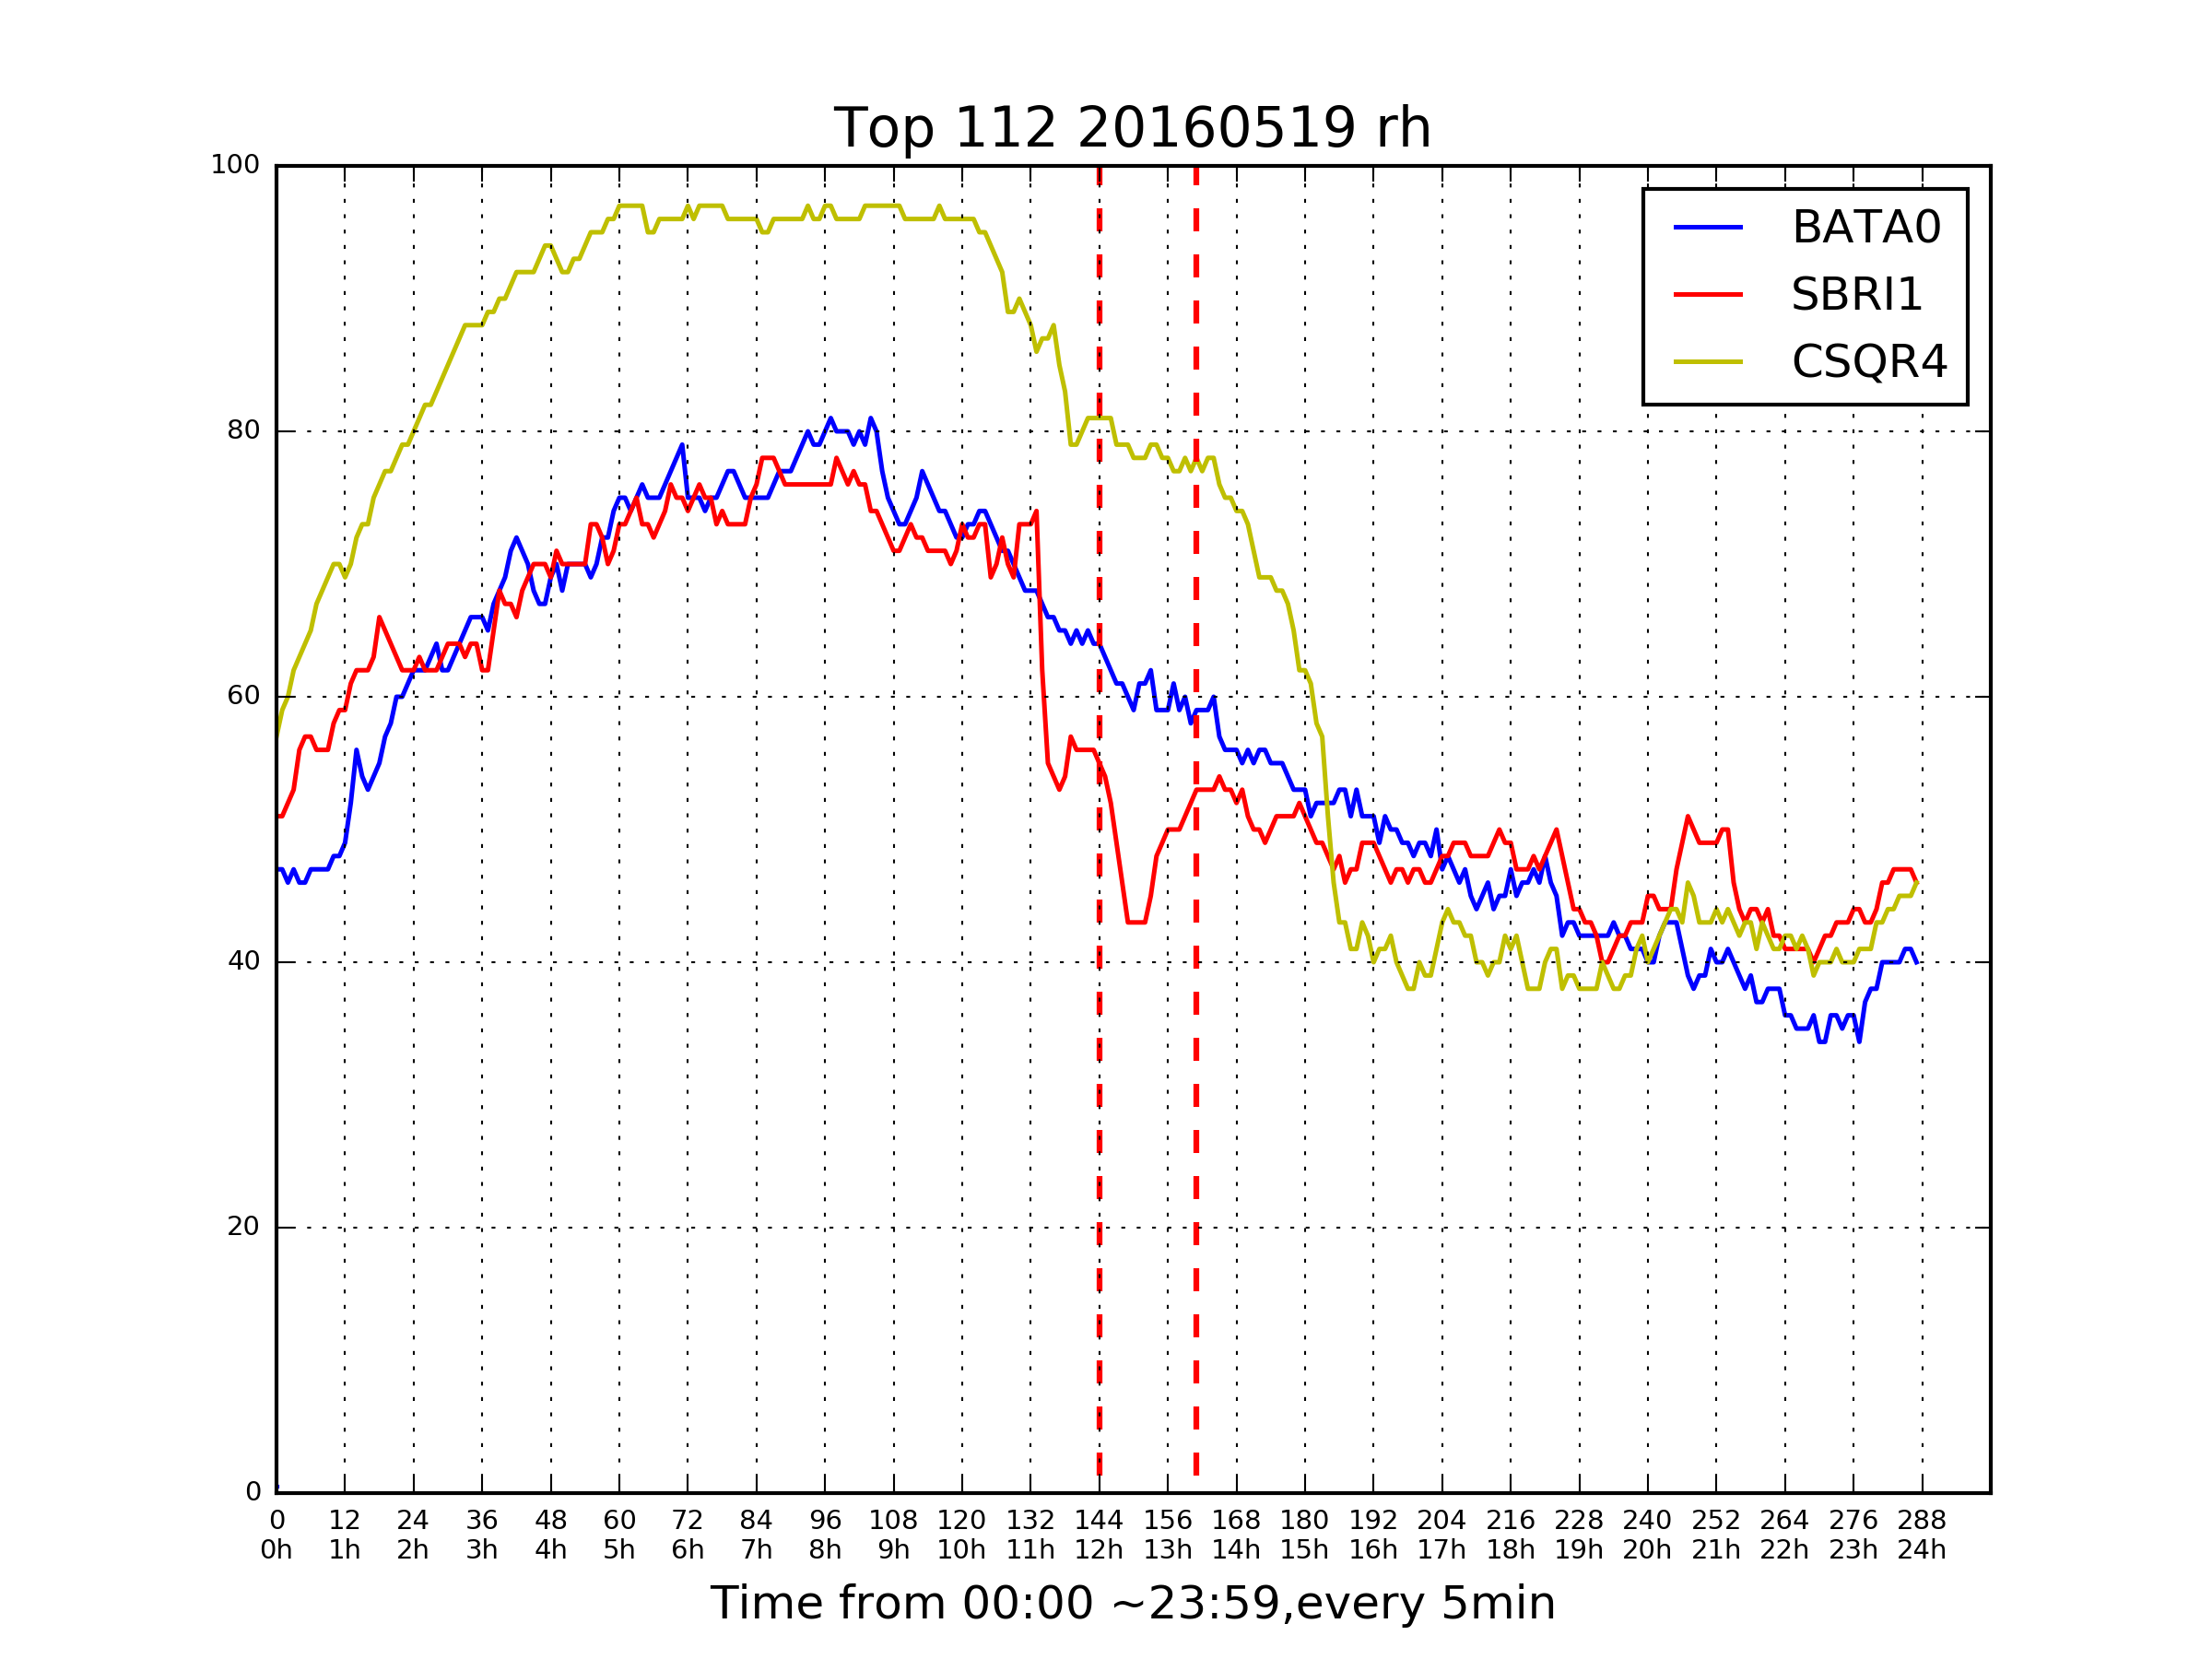 Top 112 20160519 rh
100
80
60
40
20
0
BATA0
SBRI1
CSQR4
0 12 24 36 48 60 72 84 96 108 120 132 144 156 168 180 192 204 216 228 240 252 264 276 288
0h 1h 2h 3h 4h 5h 6h 7h 8h 9h 10h 11h 12h 13h 14h 15h 16h 17h 18h 19h 20h 21h 22h 23h 24h
Time from 00:00 ~23:59,every 5min